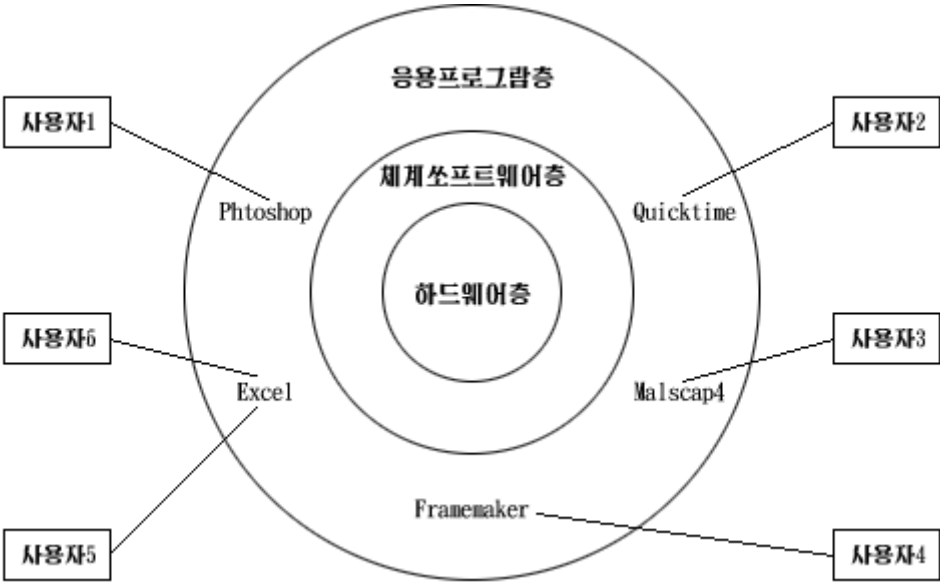 응용프로그람층
사용자1
사용자2
체계쏘프트웨어층
Phtoshop
Quicktime
하드웨어층
사용자6
사용자3
Excel
Malscap4
Framemaker
사용자5
사용자4